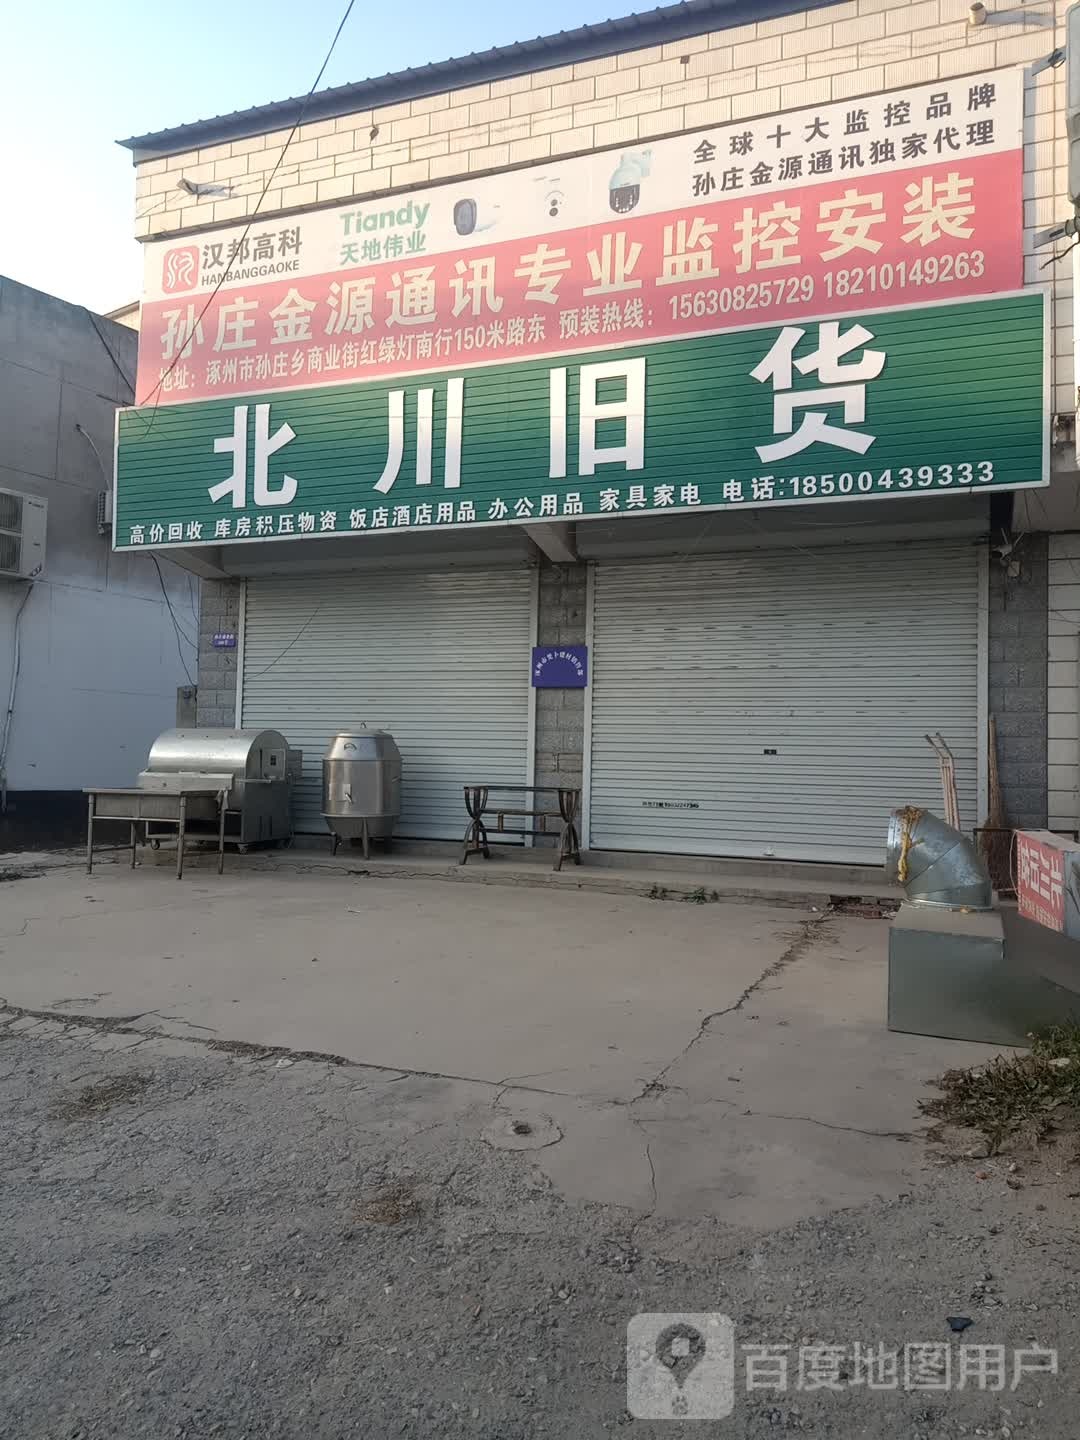 全球十大监控品牌
汉邦高科
HANBANGGAOKE
Tiandy
天地伟业
孙庄金源通讯独家代理
孙庄金源通讯专业监控安装
地址：涿州市孙庄乡商业街红绿灯南行150米路东 预装热线：15630825729 18210149263
北川旧货
高价回收 库房积压物资 饭店酒店用品 办公用品 家具家电 电话:18500439333
北川旧货
百度地图用户